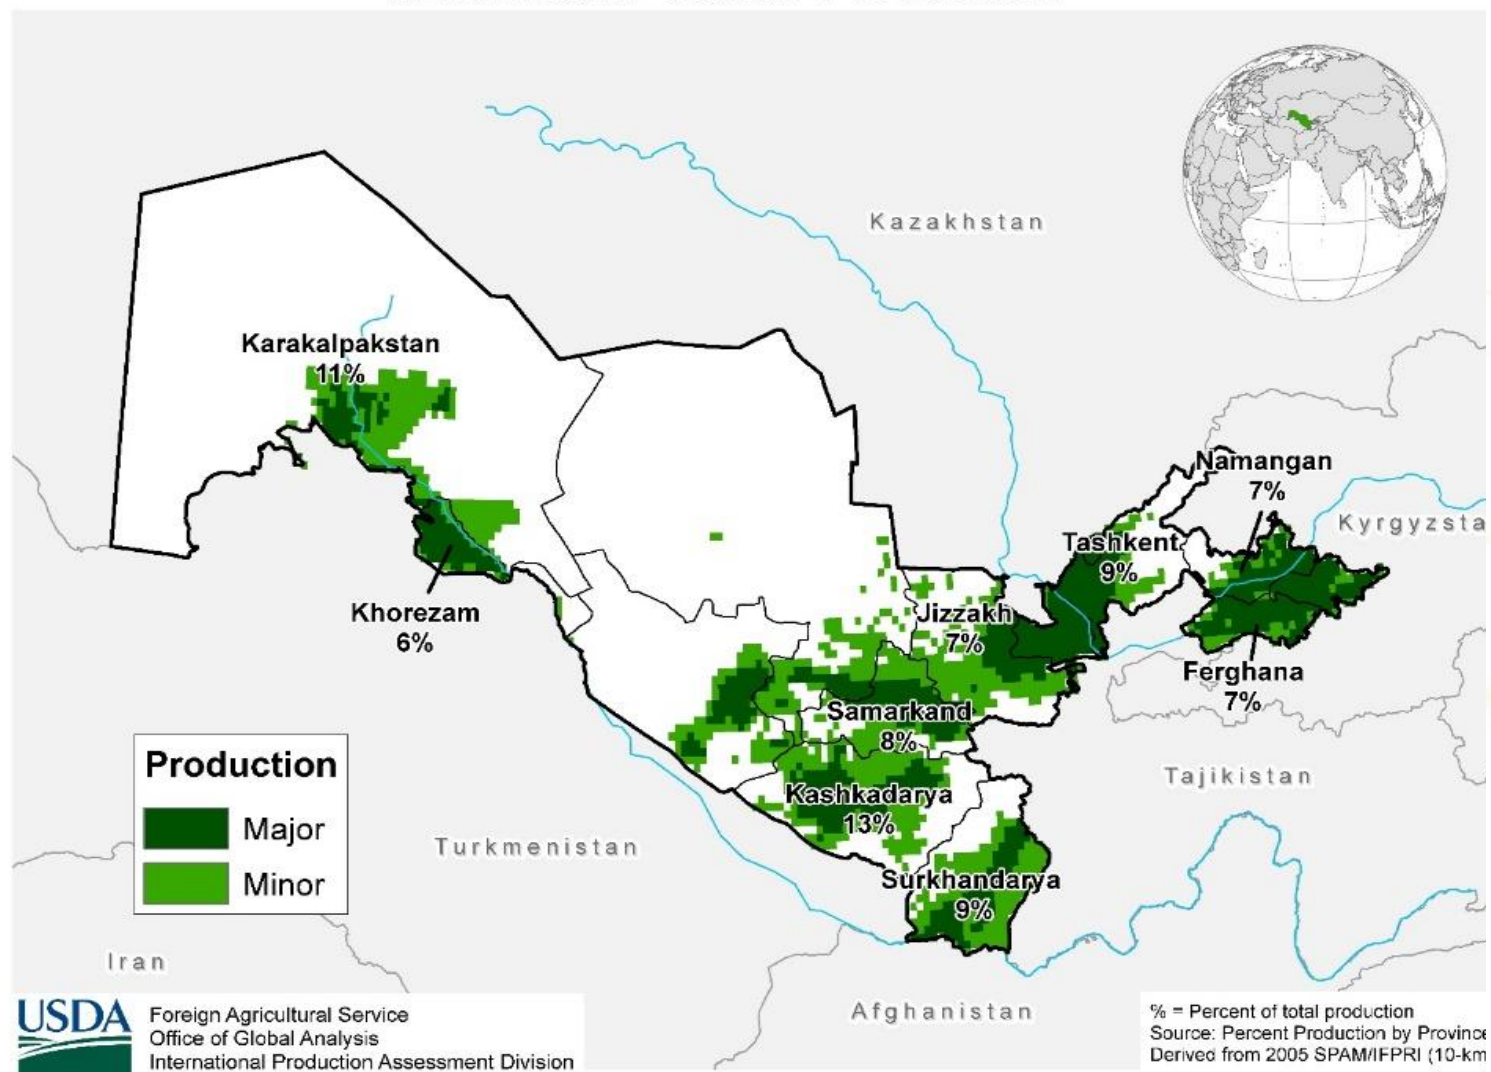 Kazakhstan
Karakalpakstan
11%
Namangan
7%
Kyrgyzsta
Tashkent
9%
Khorezam
6%
Jizzakh
7%
Ferghana
7%
Samarkand
8%
Production
Major
Minor
Kashkadarya
13%
Tajikistan
Turkmenistan
Surkhandarya
9%
Iran
Afghanistan
USDA
Foreign Agricultural Service
Office of Global Analysis
International Production Assessment Division
% = Percent of total production
Source: Percent Production by Province
Derived from 2005 SPAM/IFPRI (10-km